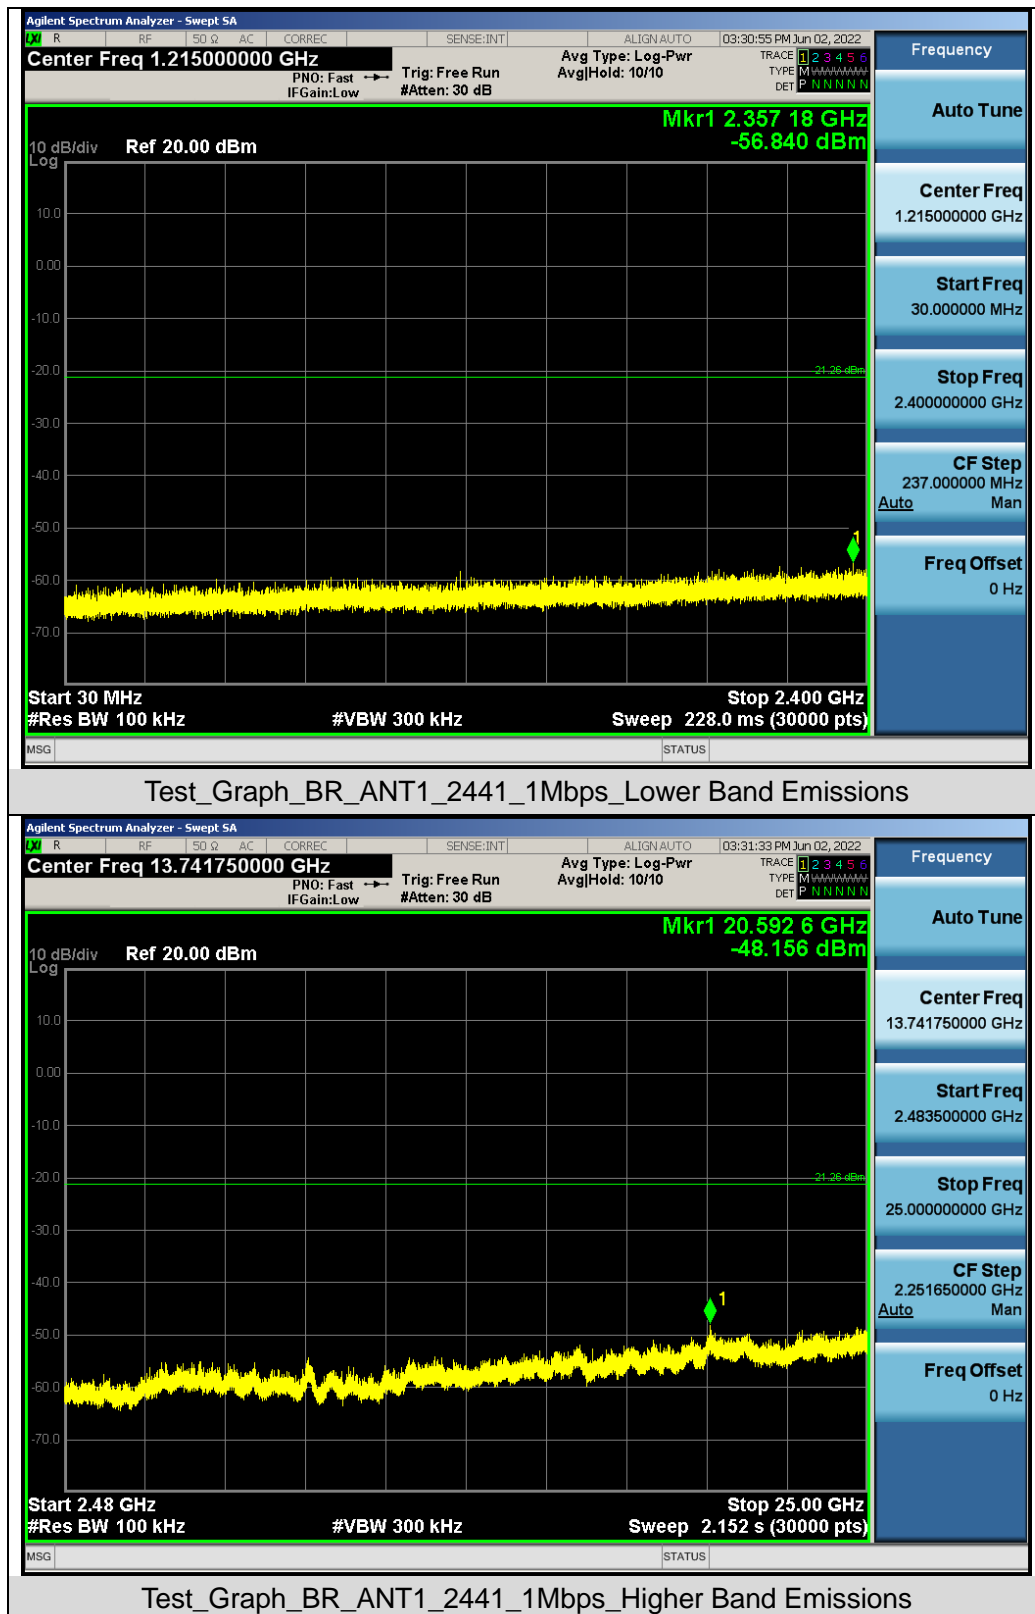 Agilent Spectrum Analyzer - Swept SA
LXI R RF 50 Ω AC CORREC SENSE:INT ALIGN AUTO 03:30:55 PM Jun 02, 2022
Center Freq 1.215000000 GHz
PNO: Fast
IFGain:Low
Trig: Free Run
#Atten: 30 dB
Avg Type: Log-Pwr
Avg|Hold: 10/10
TRACE 1 2 3 4 5 6
TYPE M
DET P N N N N N
Frequency
Mkr1 2.357 18 GHz
-56.840 dBm
10 dB/div Ref 20.00 dBm
Log
10.0
0.00
-10.0
-20.0
-21.26 dBm
-30.0
-40.0
-50.0
1
-60.0
-70.0
Start 30 MHz Stop 2.400 GHz
#Res BW 100 kHz #VBW 300 kHz Sweep 228.0 ms (30000 pts)
MSG STATUS
Auto Tune
Center Freq
1.215000000 GHz
Start Freq
30.000000 MHz
Stop Freq
2.400000000 GHz
CF Step
237.000000 MHz
Auto Man
Freq Offset
0 Hz
Test_Graph_BR_ANT1_2441_1Mbps_Lower Band Emissions
Agilent Spectrum Analyzer - Swept SA
LXI R RF 50 Ω AC CORREC SENSE:INT ALIGN AUTO 03:31:33 PM Jun 02, 2022
Center Freq 13.741750000 GHz
PNO: Fast
IFGain:Low
Trig: Free Run
#Atten: 30 dB
Avg Type: Log-Pwr
Avg|Hold: 10/10
TRACE 1 2 3 4 5 6
TYPE M
DET P N N N N N
Frequency
Mkr1 20.592 6 GHz
-48.156 dBm
10 dB/div Ref 20.00 dBm
Log
10.0
0.00
-10.0
-20.0
-21.26 dBm
-30.0
-40.0
1
-50.0
-60.0
-70.0
Start 2.48 GHz Stop 25.00 GHz
#Res BW 100 kHz #VBW 300 kHz Sweep 2.152 s (30000 pts)
MSG STATUS
Auto Tune
Center Freq
13.741750000 GHz
Start Freq
2.483500000 GHz
Stop Freq
25.000000000 GHz
CF Step
2.251650000 GHz
Auto Man
Freq Offset
0 Hz
Test_Graph_BR_ANT1_2441_1Mbps_Higher Band Emissions